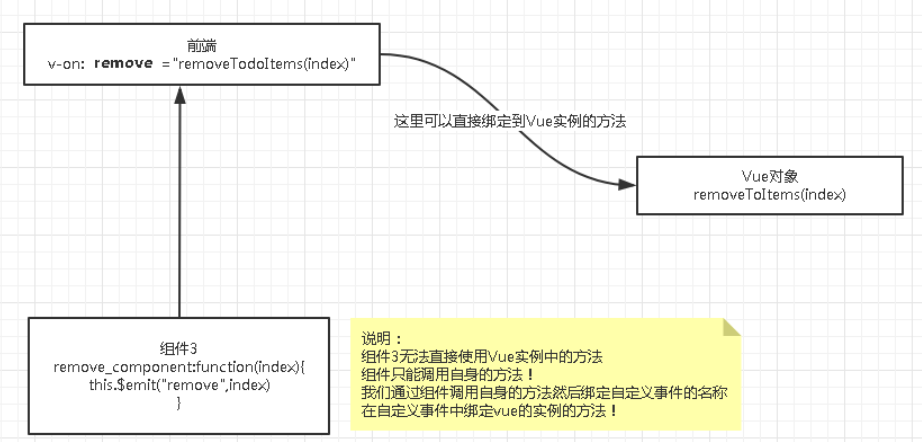 前端
v-on: remove ="removeTodoItems(index)"
这里可以直接绑定到Vue实例的方法
Vue对象
removeToItems(index)
组件3
remove_component:function(index){
this.$emit("remove",index)
}
说明：
组件3无法直接使用Vue实例中的方法
组件只能调用自身的方法！
我们通过组件调用自身的方法然后绑定自定义事件的名称
在自定义事件中绑定vue的实例的方法！